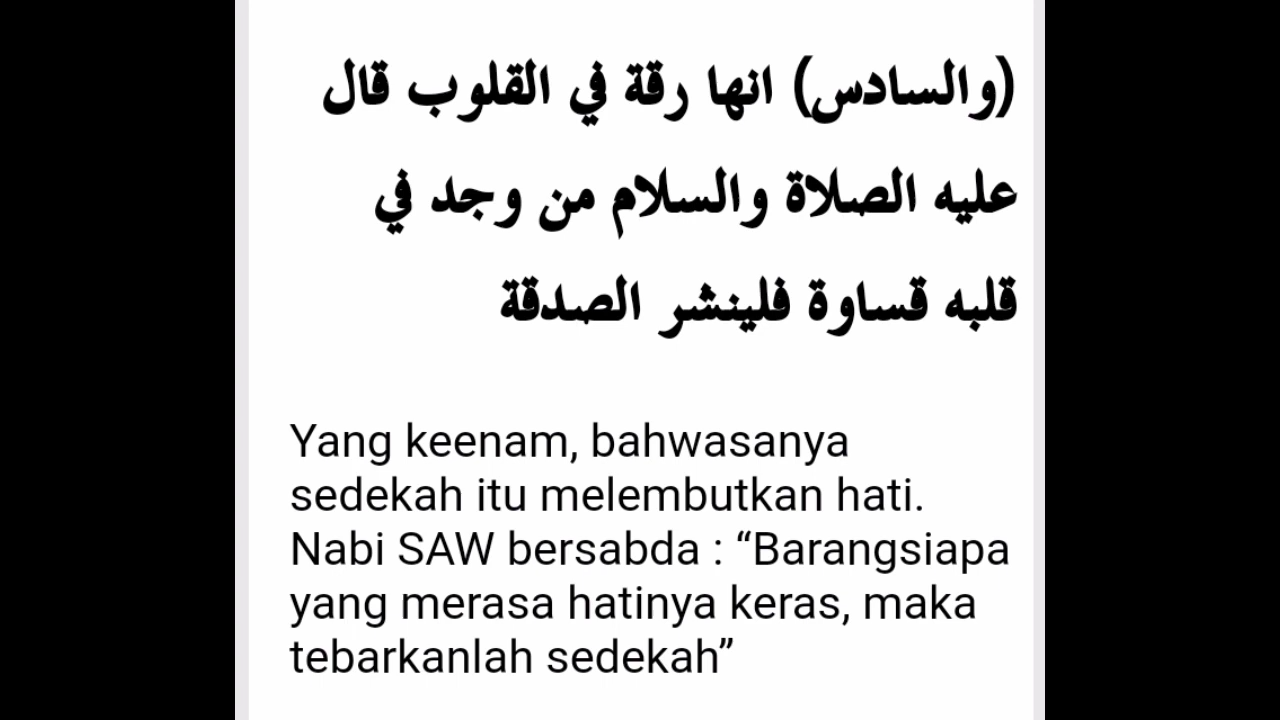 (والسادس) انها رقة في القلوب قال
عليه الصلاة والسلام من وجد في
قلبه قساوة فلينشر الصدقة
Yang keenam, bahwasanya
sedekah itu melembutkan hati.
Nabi SAW bersabda : “Barangsiapa
yang merasa hatinya keras, maka
tebarkanlah sedekah”